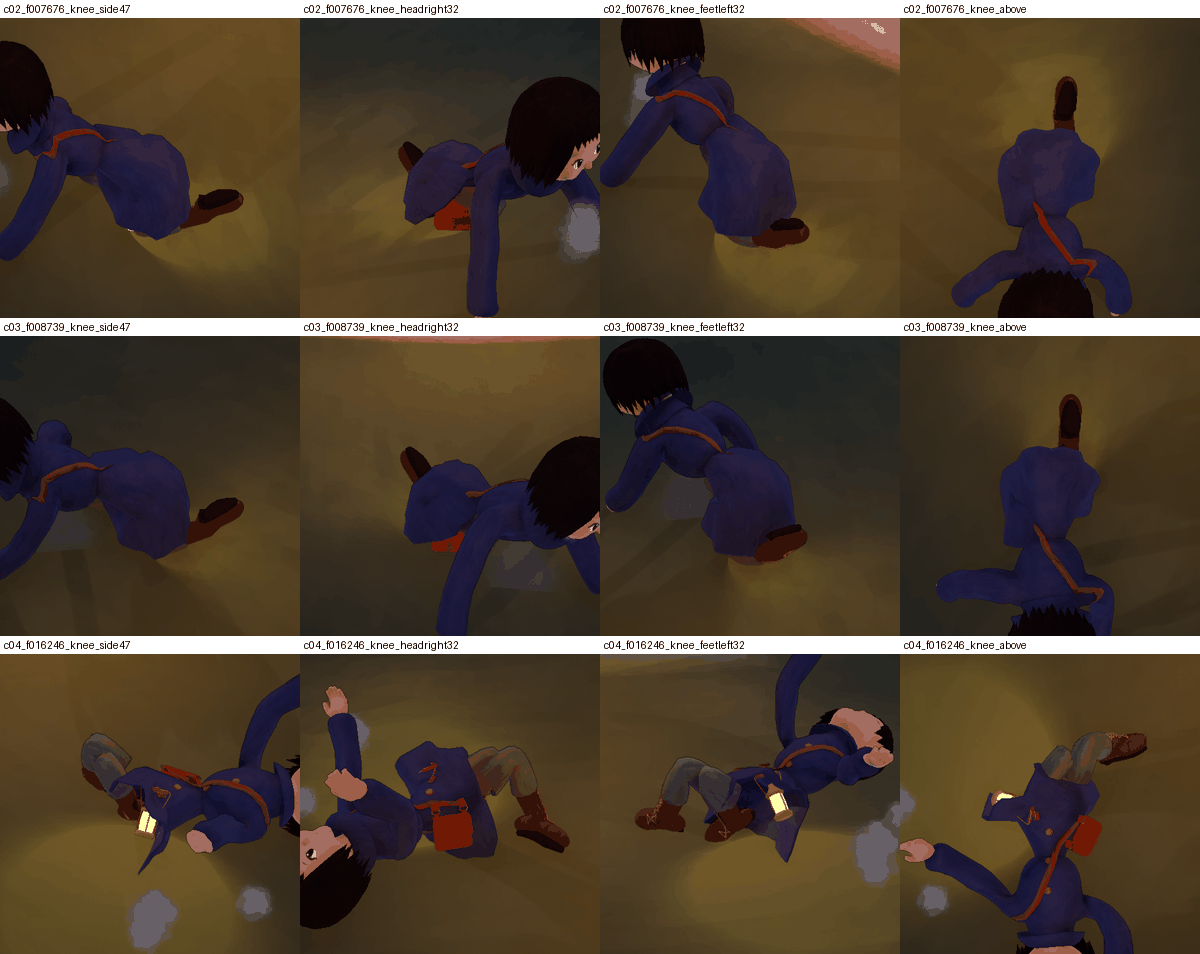 c02_f007676_knee_side47
c02_f007676_knee_headright32
c02_f007676_knee_feetleft32
c02_f007676_knee_above
c03_f008739_knee_side47
c03_f008739_knee_headright32
c03_f008739_knee_feetleft32
c03_f008739_knee_above
c04_f016246_knee_side47
c04_f016246_knee_headright32
c04_f016246_knee_feetleft32
c04_f016246_knee_above